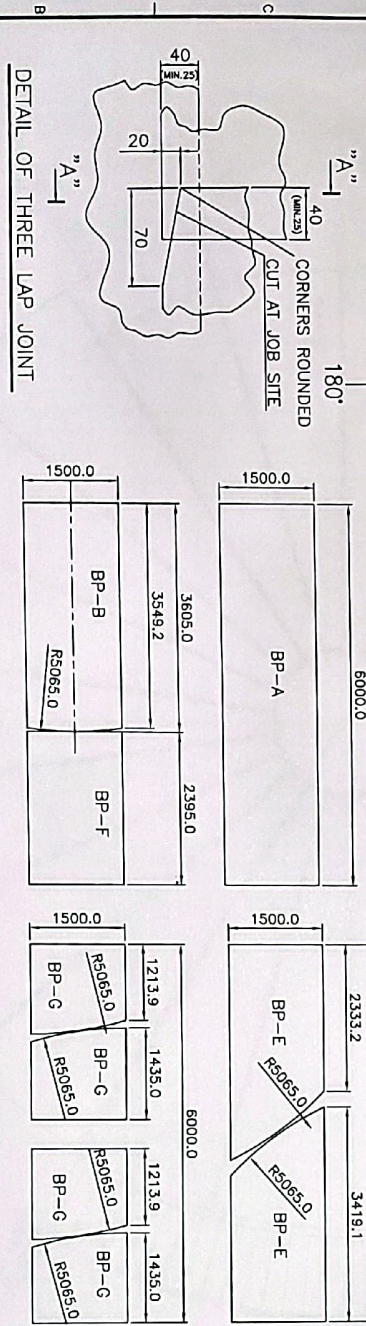 B
C
"A"
"A"
40
(MIN.25)
20
40
(MIN.25)
70
180°
CORNERS ROUNDED
CUT AT JOB SITE
DETAIL OF THREE LAP JOINT
6000.0
1500.0
BP-A
3605.0
2395.0
3549.2
1500.0
BP-B
BP-F
R5065.0
2333.2
3419.1
1500.0
BP-E
BP-E
R5065.0
R5065.0
6000.0
1213.9
1435.0
1213.9
1435.0
1500.0
R5065.0
BP-G
BP-G
R5065.0
R5065.0
BP-G
BP-G
R5065.0